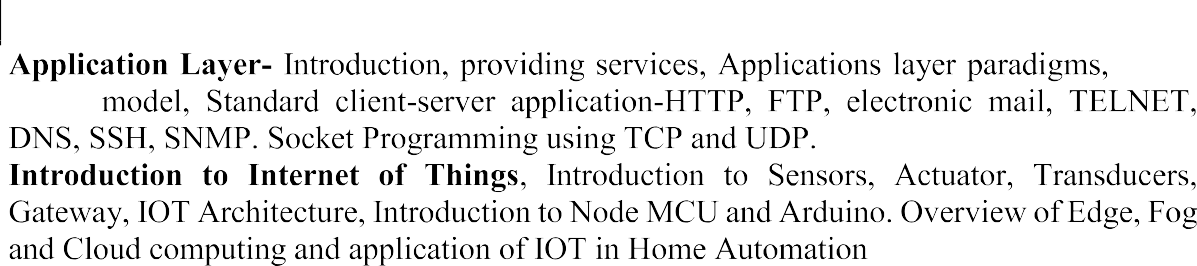 Application Layer- Introduction, providing services, Applications layer paradigms,
model, Standard client-server application-HTTP, FTP, electronic mail, TELNET,
DNS, SSH, SNMP. Socket Programming using TCP and UDP.
Introduction to Internet of Things, Introduction to Sensors, Actuator, Transducers,
Gateway, IOT Architecture, Introduction to Node MCU and Arduino. Overview of Edge, Fog
and Cloud computing and application of IOT in Home Automation